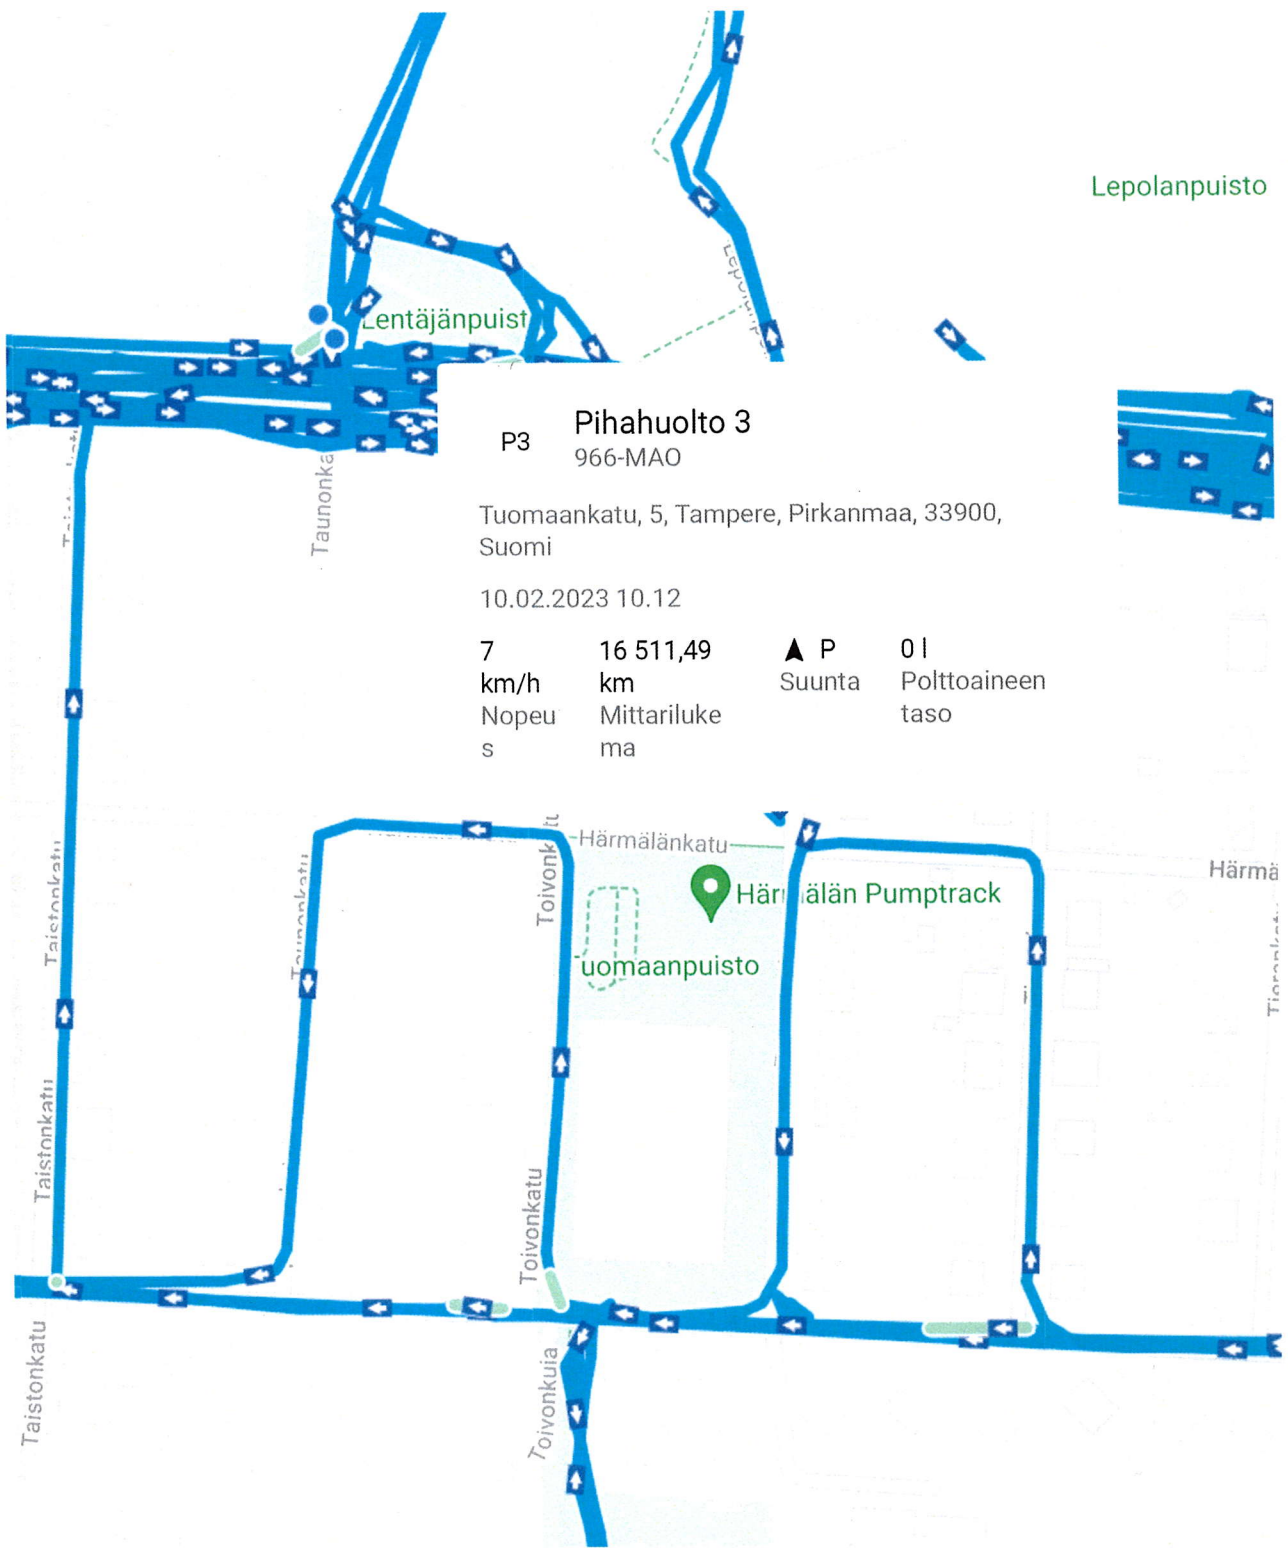 Lepolanpuisto
Lentäjänpuist
Pihahuolto 3
P3
966-MAO
Taunonka
Tuomaankatu, 5, Tampere, Pirkanmaa, 33900,
Suomi
10.02.2023 10.12
7
km/h
Nopeu
s
16 511,49
km
Mittariluke
ma
P
Suunta
0 l
Polttoaineen
taso
Härmälänkatu
Härmä
Härmälän Pumptrack
uomaanpuisto
Taistonkatu
Taunonkatu
Toivonkatu
Taistonkatu
Toivonkatu
Taistonkatu
Toivonkuja